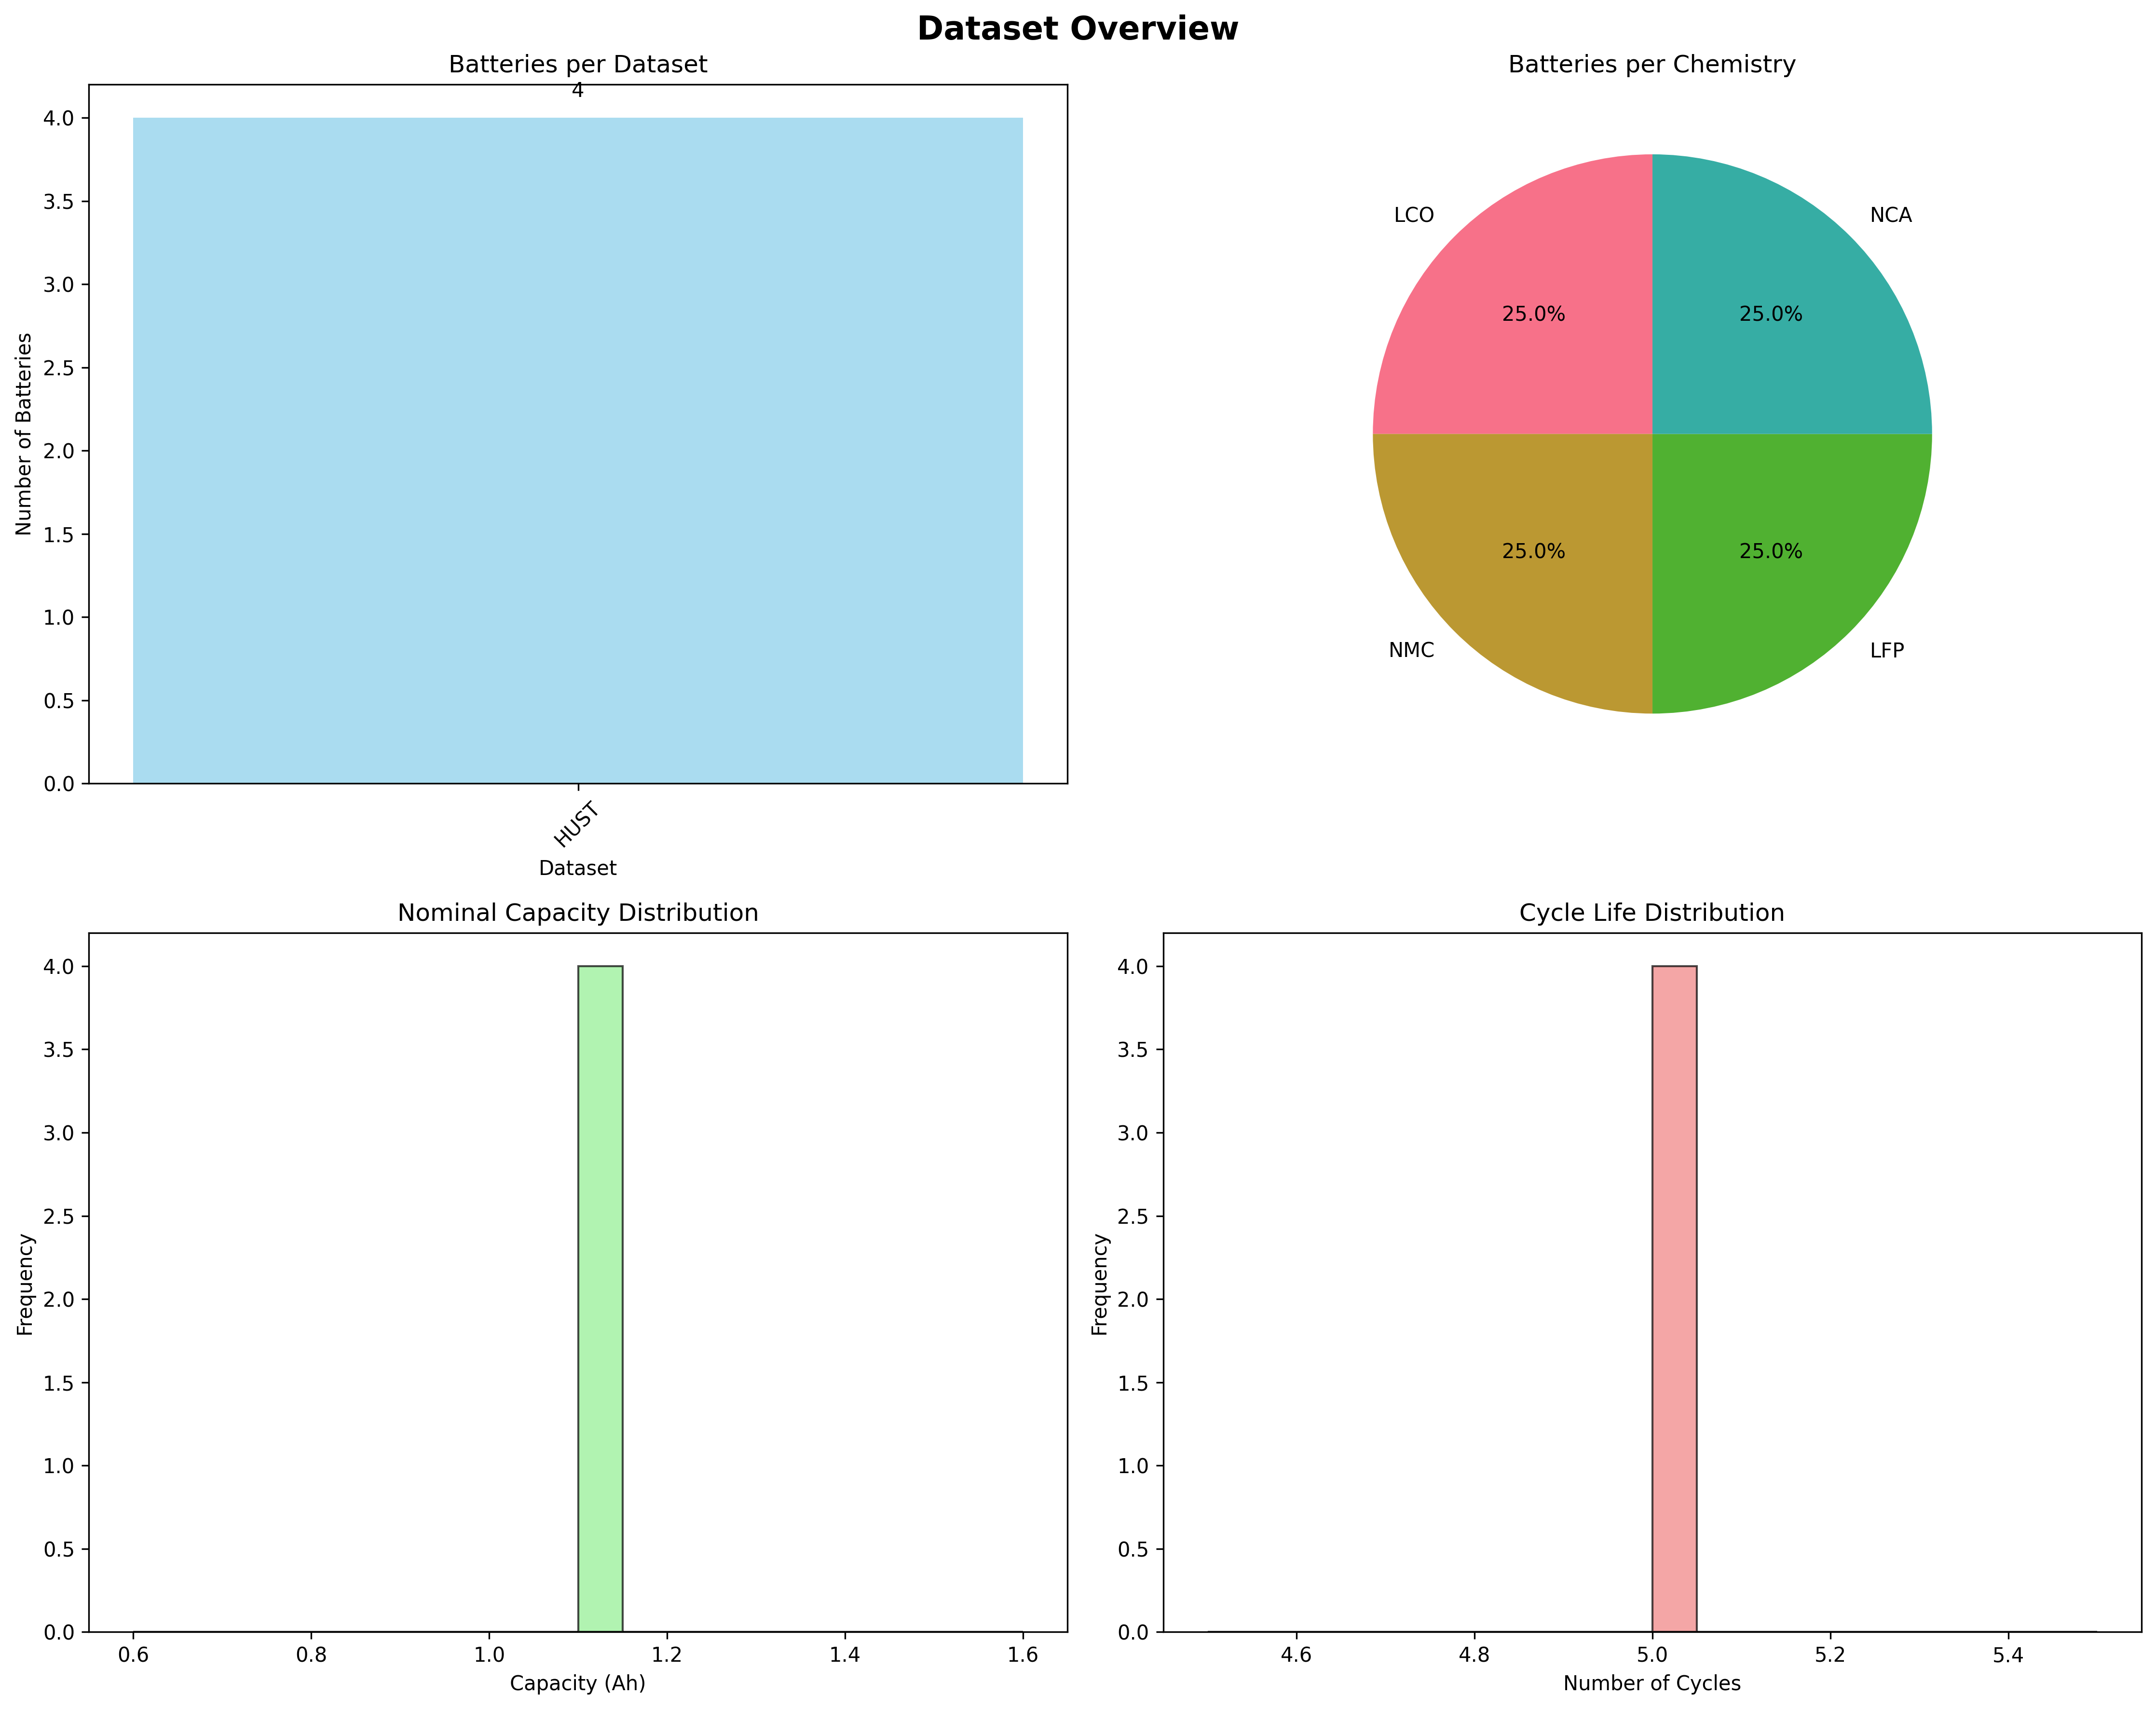 Dataset Overview
Batteries per Dataset
4
4.0
3.5
3.0
2.5
2.0
1.5
1.0
0.5
0.0
Number of Batteries
HUST
Dataset
Batteries per Chemistry
LCO
NCA
25.0%
25.0%
25.0%
25.0%
NMC
LFP
Nominal Capacity Distribution
4.0
3.5
3.0
2.5
2.0
1.5
1.0
0.5
0.0
Frequency
0.6 0.8 1.0 1.2 1.4 1.6
Capacity (Ah)
Cycle Life Distribution
4.0
3.5
3.0
2.5
2.0
1.5
1.0
0.5
0.0
Frequency
4.6 4.8 5.0 5.2 5.4
Number of Cycles